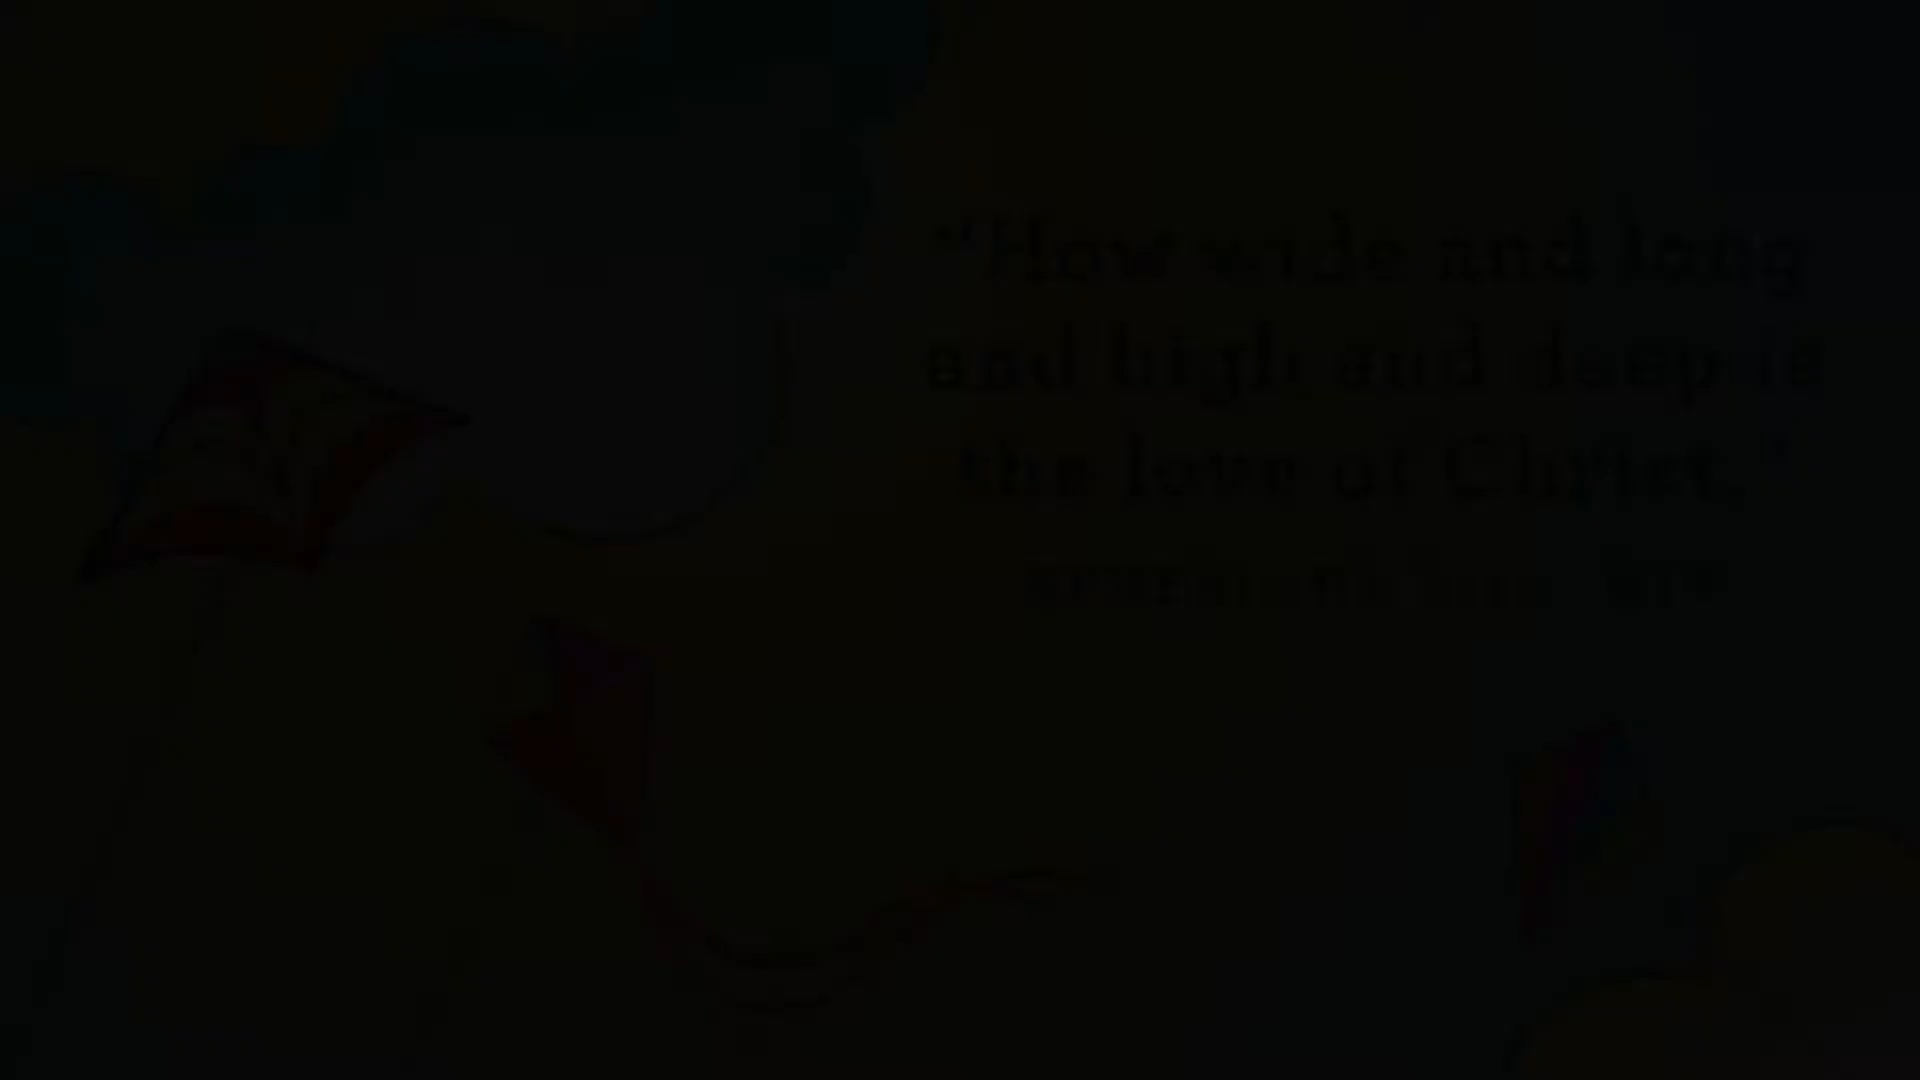 "How wide and long
and high and deep is
the love of Christ."